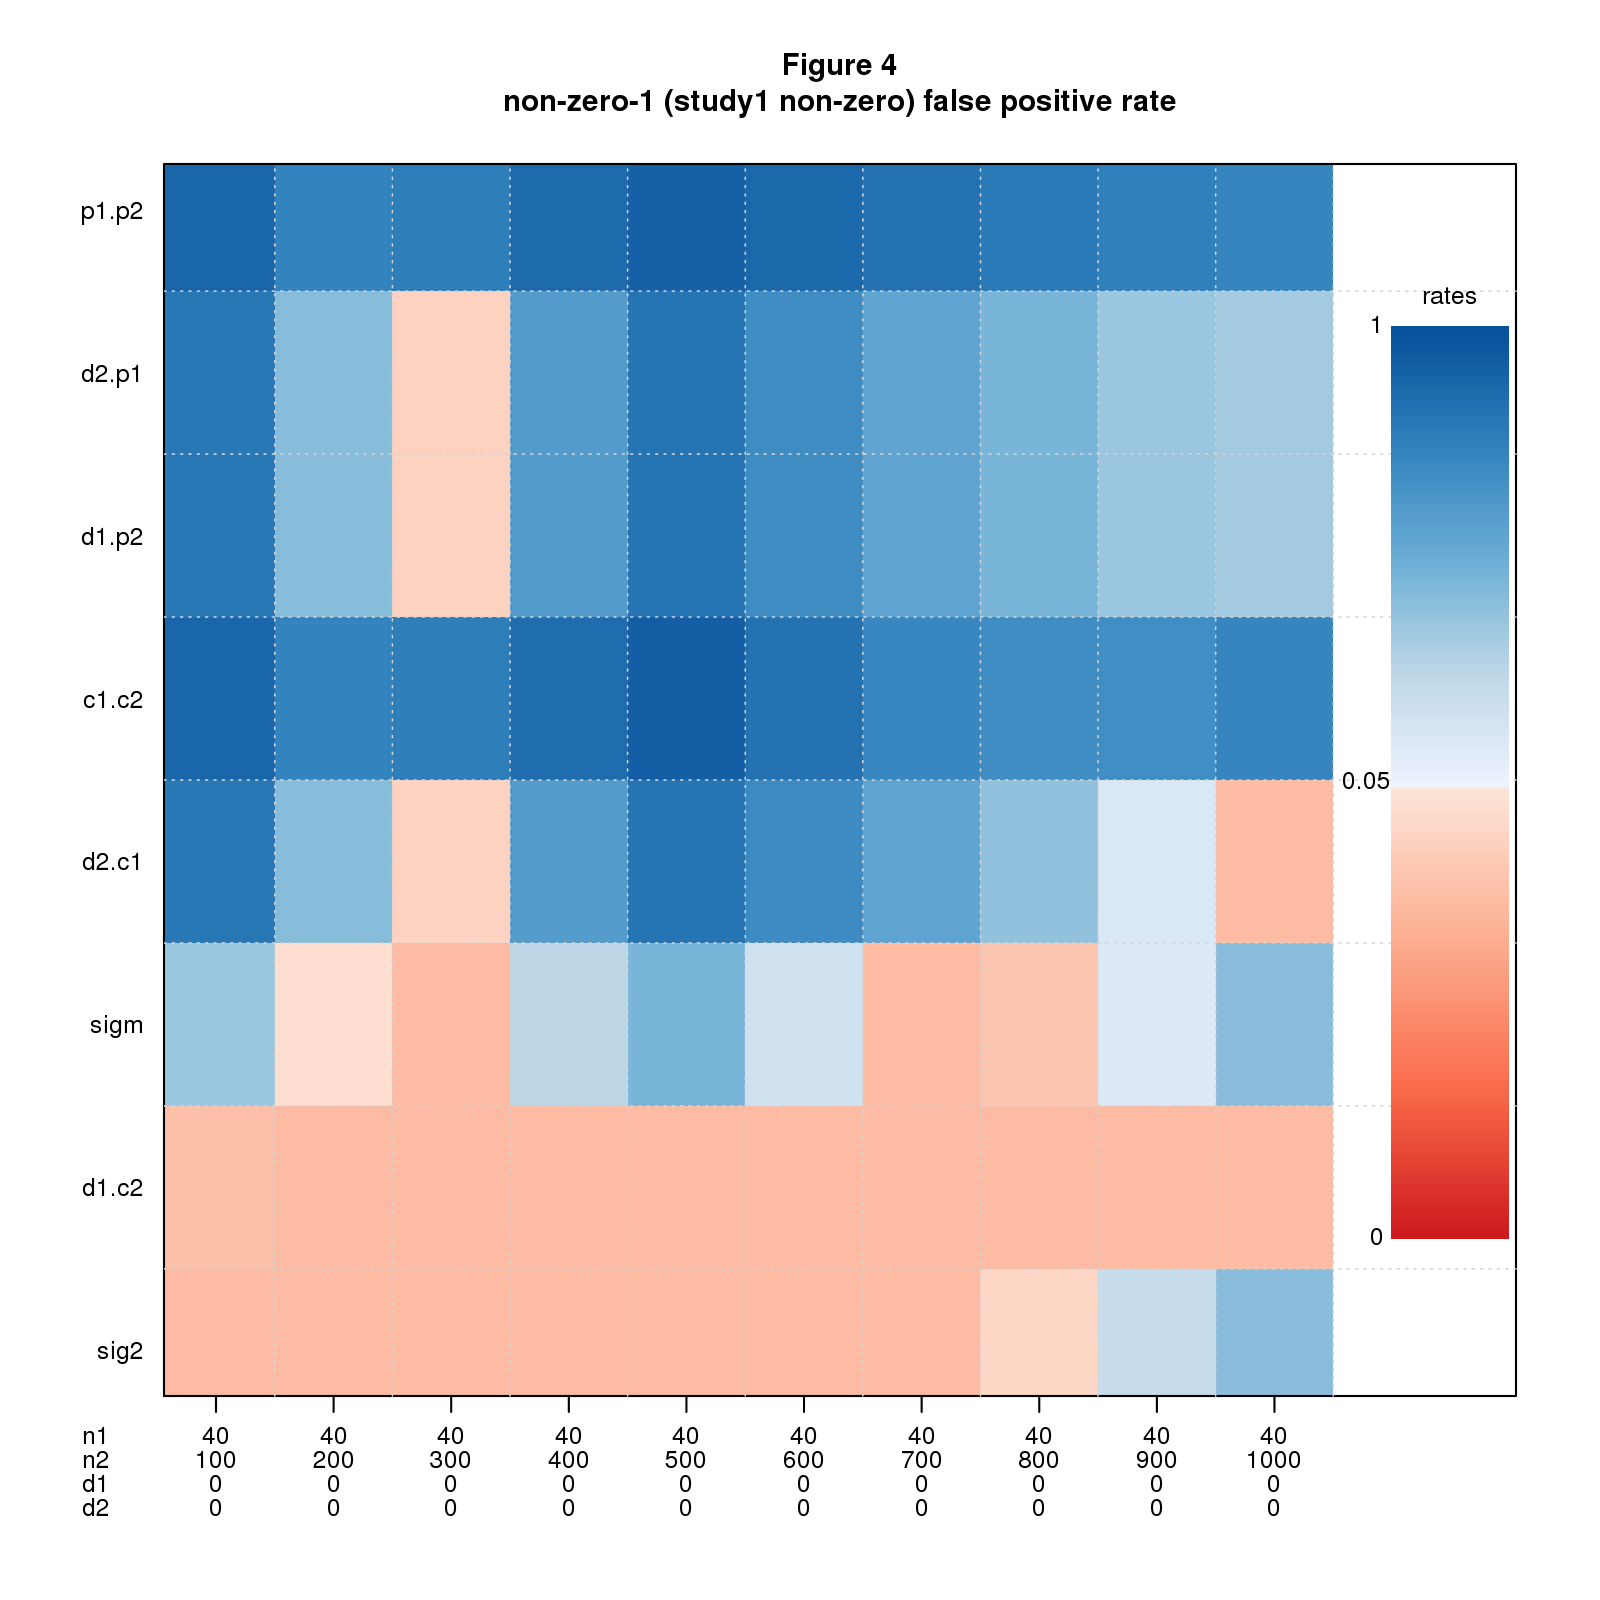 Figure 4
non-zero-1 (study1 non-zero) false positive rate
p1.p2
rates
1
d2.p1
d1.p2
c1.c2
0.05
d2.c1
sigm
d1.c2
0
sig2
n1 40 40 40 40 40 40 40 40 40 40
n2 100 200 300 400 500 600 700 800 900 1000
d1 0 0 0 0 0 0 0 0 0 0
d2 0 0 0 0 0 0 0 0 0 0